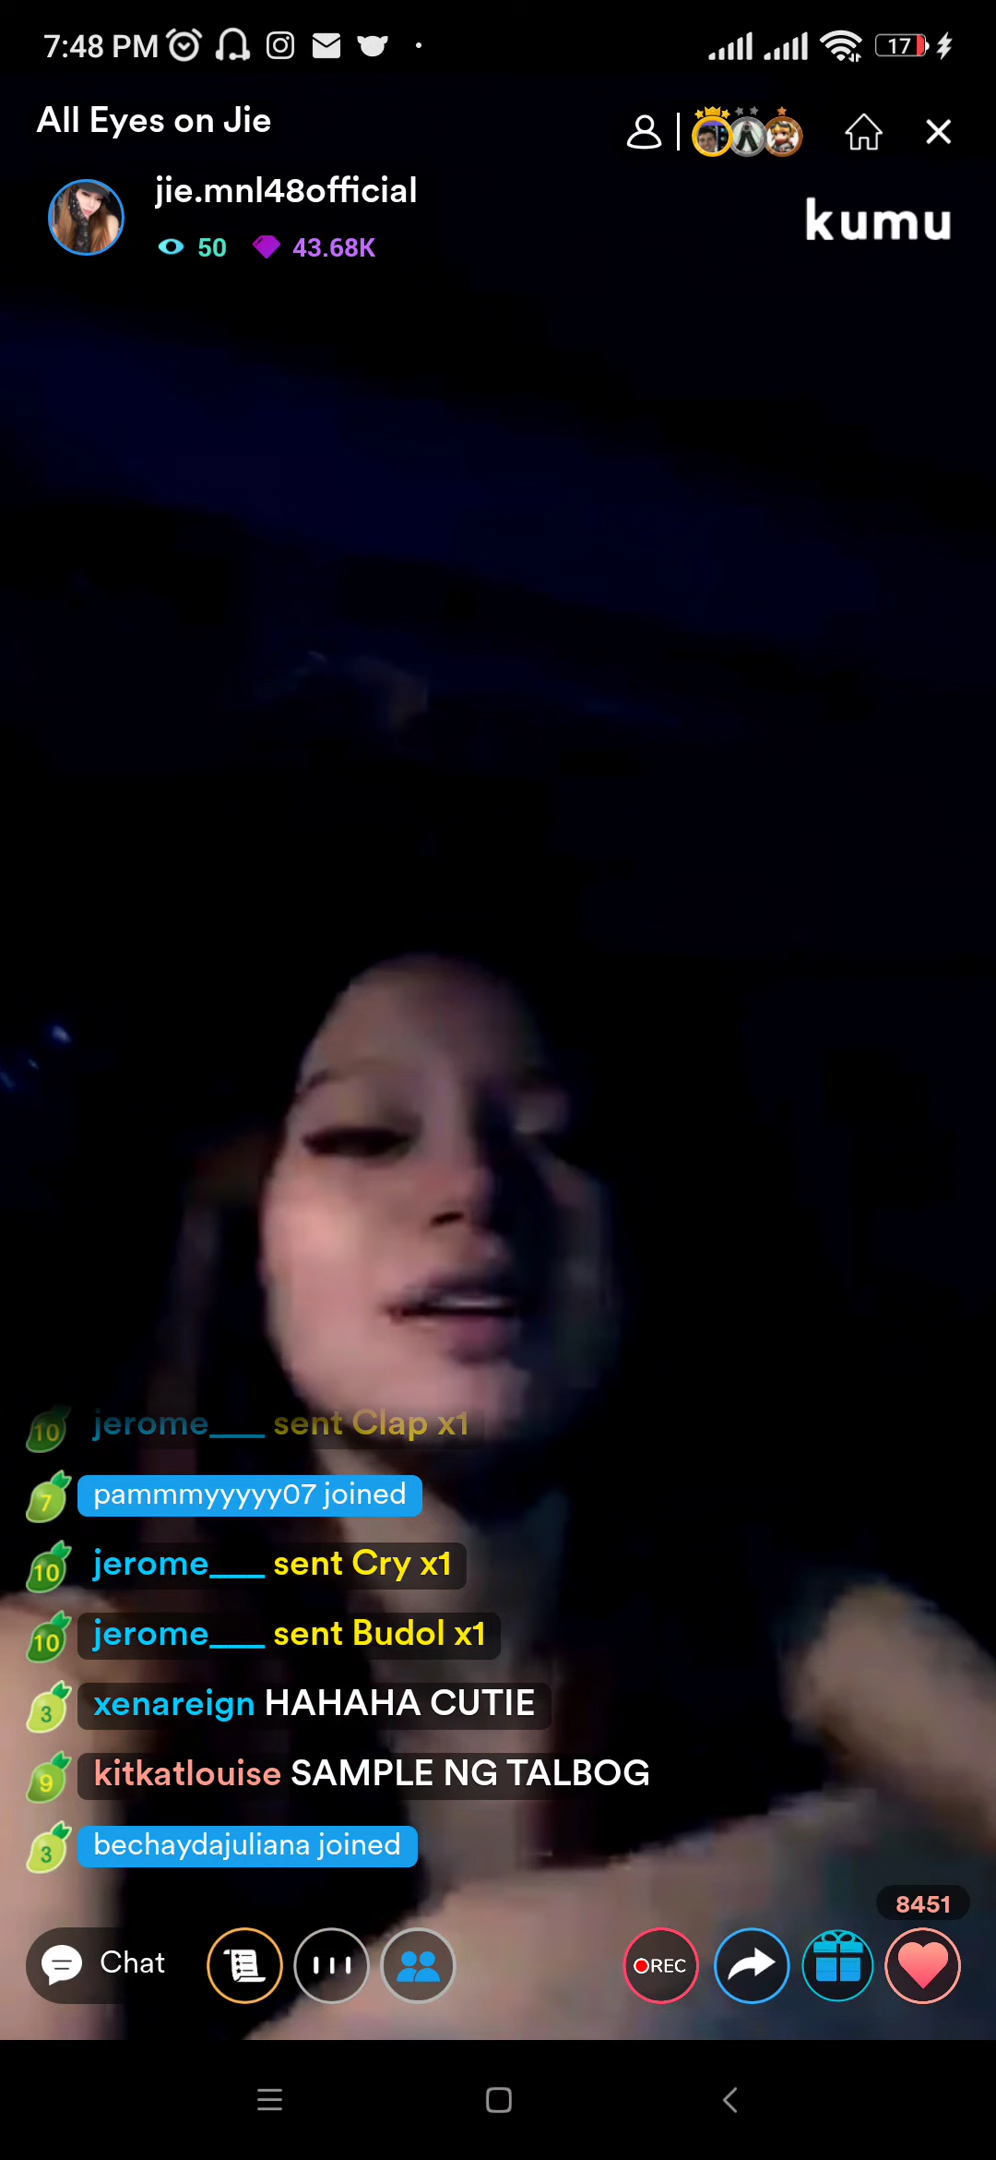 7:48 PM
17
All Eyes on Jie
jie.mnl48official
50 43.68K
kumu
10 jerome___ sent Clap x1
7 pammmyyyyy07 joined
10 jerome___ sent Cry x1
10 jerome___ sent Budol x1
3 xenareign HAHAHA CUTIE
9 kitkatlouise SAMPLE NG TALBOG
3 bechaydajuliana joined
8451
Chat
REC